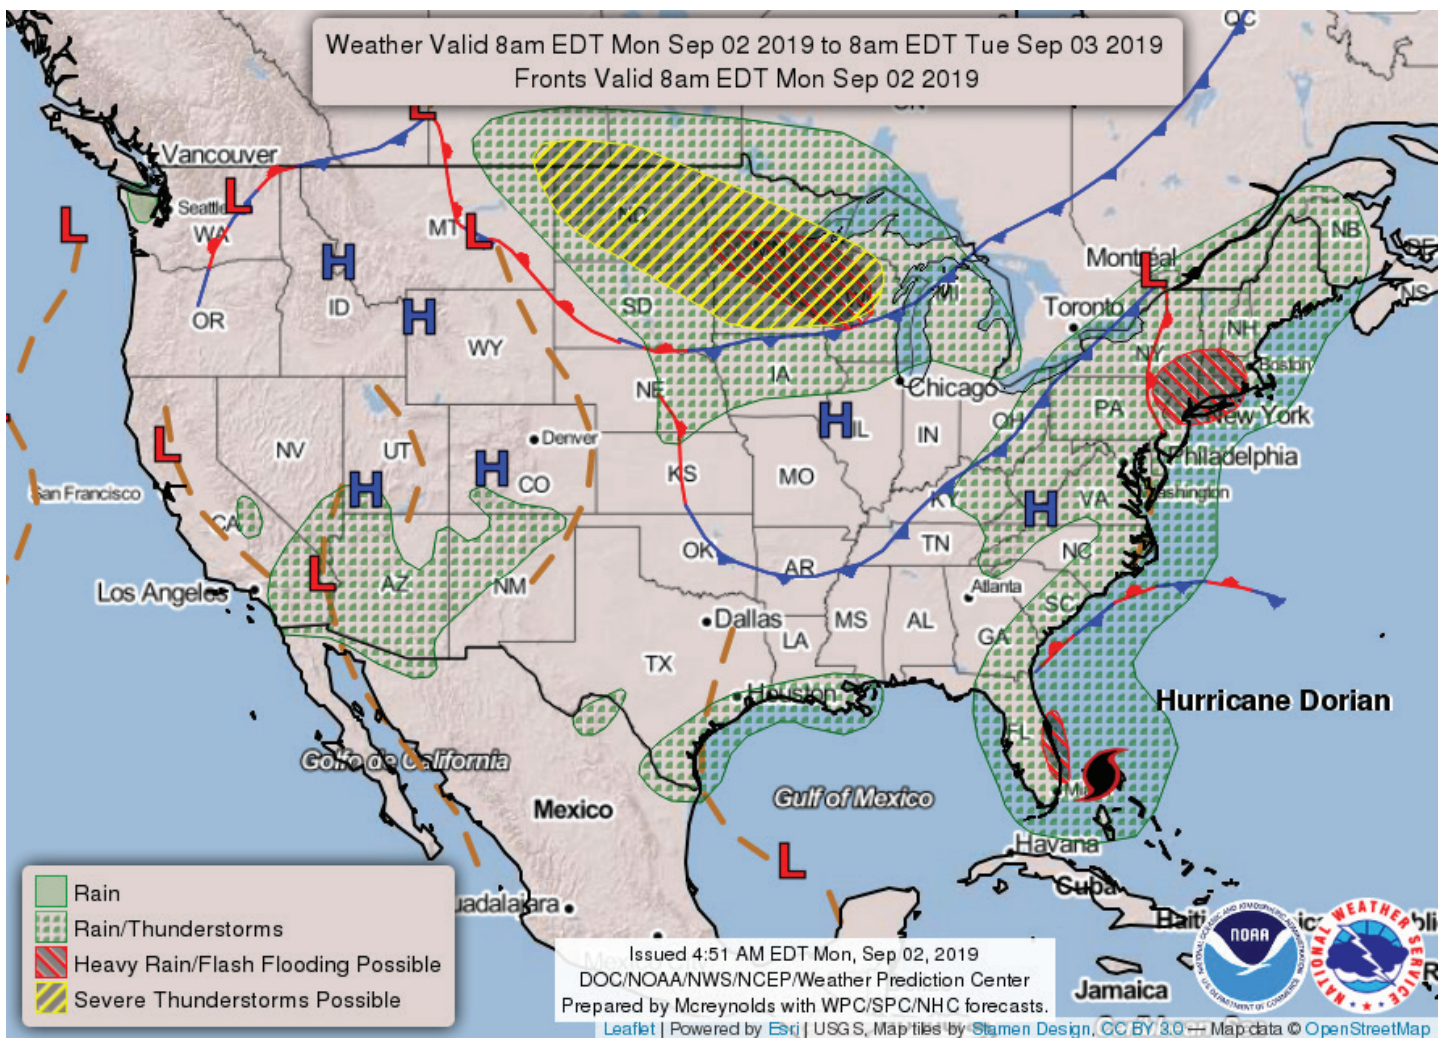 Weather Valid 8am EDT Mon Sep 02 2019 to 8am EDT Tue Sep 03 2019
Fronts Valid 8am EDT Mon Sep 02 2019
QC
L
Vancouver
L
Seattle
WA
L
MT
L
ND
NB
Montréal
L
NS
H
ID
H
OR
SD
MI
Toronto
NH
WY
NY
Boston
IA
NE
Chicago
PA
New York
OH
L
NV
UT
Denver
H
IL
IN
Philadelphia
San Francisco
H
H
CO
KS
MO
KY
H
VA
Washington
CA
OK
TN
NC
AR
L
AZ
NM
Los Angeles
Atlanta
SC
Dallas
MS
AL
GA
LA
TX
Houston
Hurricane Dorian
FL
Golfo de California
Mexico
Gulf of Mexico
Havana
L
Cuba
Jamaica
Rain
Rain/Thunderstorms
Heavy Rain/Flash Flooding Possible
Severe Thunderstorms Possible
uadalajara
Issued 4:51 AM EDT Mon, Sep 02, 2019
DOC/NOAA/NWS/NCEP/Weather Prediction Center
Prepared by Mcreynolds with WPC/SPC/NHC forecasts.
NOAA
NATIONAL WEATHER SERVICE
Leaflet | Powered by Esri | USGS, Map tiles by Stamen Design, CC BY 3.0 — Map data © OpenStreetMap